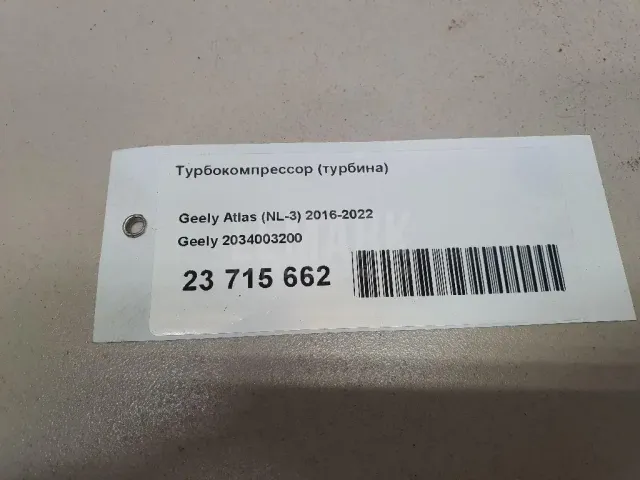 Турбокомпрессор (турбина)
Geely Atlas (NL-3) 2016-2022
Geely 2034003200
23 715 662